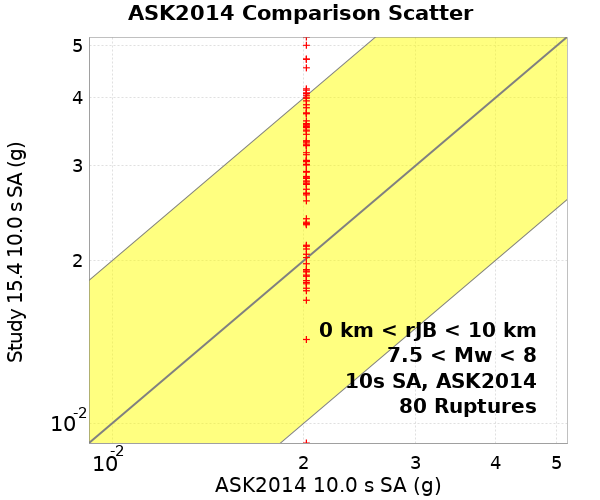 ASK2014 Comparison Scatter
Study 15.4 10.0 s SA (g)
5
4
3
2
10-2
0 km < rJB < 10 km
7.5 < Mw < 8
10s SA, ASK2014
80 Ruptures
10-2
2
3
4
5
ASK2014 10.0 s SA (g)